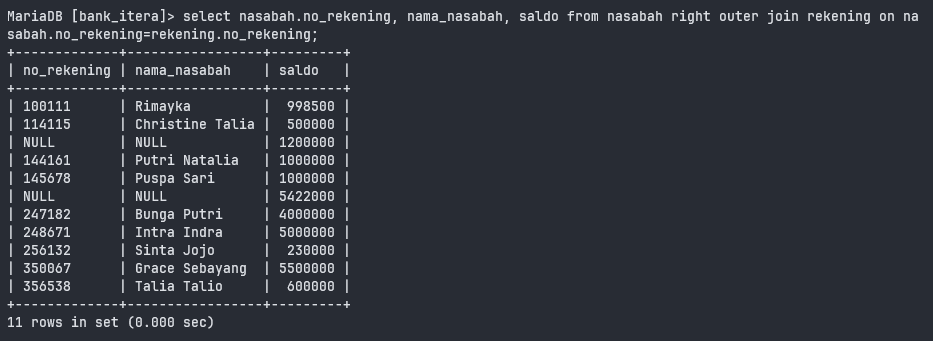 MariaDB [bank_itera]> select nasabah.no_rekening, nama_nasabah, saldo from nasabah right outer join rekening on na
sabah.no_rekening=rekening.no_rekening;
+-------------+-----------------+---------+
| no_rekening | nama_nasabah    | saldo   |
+-------------+-----------------+---------+
| 100111      | Rimayka         |  998500 |
| 114115      | Christine Talia |  500000 |
| NULL        | NULL            | 1200000 |
| 144161      | Putri Natalia   | 1000000 |
| 145678      | Puspa Sari      | 1000000 |
| NULL        | NULL            | 5422000 |
| 247182      | Bunga Putri     | 4000000 |
| 248671      | Intra Indra     | 5000000 |
| 256132      | Sinta Jojo      |  230000 |
| 350067      | Grace Sebayang  | 5500000 |
| 356538      | Talia Talio     |  600000 |
+-------------+-----------------+---------+
11 rows in set (0.000 sec)